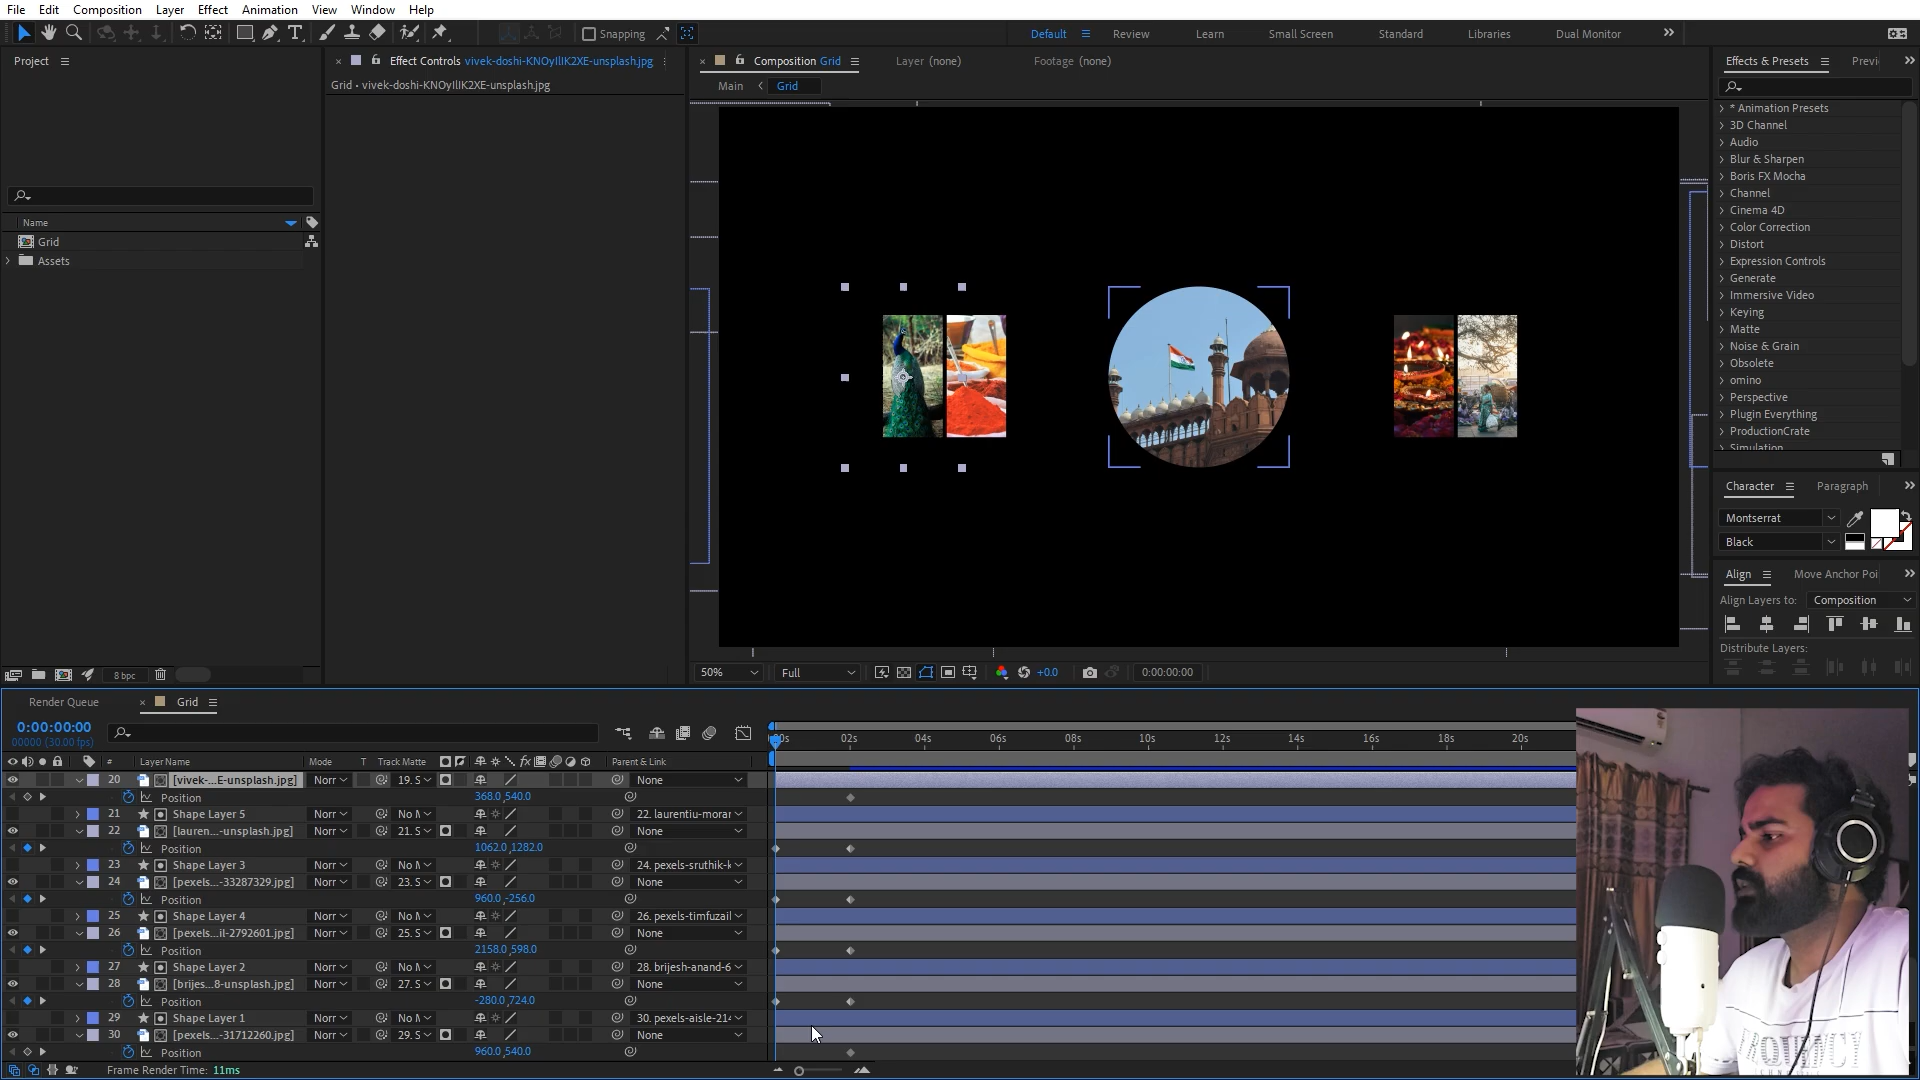 File Edit Composition Layer Effect Animation View Window Help
Snapping
Default Review Learn Small Screen Standard Libraries Dual Monitor
Project
Effect Controls vivek-doshi-KNOyIlIK2XE-unsplash.jpg
Grid • vivek-doshi-KNOyIlIK2XE-unsplash.jpg
Composition Grid
Layer (none)
Footage (none)
Main
Grid
Name
Grid
Assets
8 bpc
50%
Full
+0.0
0:00:00:00
Effects & Presets
Previ
* Animation Presets
3D Channel
Audio
Blur & Sharpen
Boris FX Mocha
Channel
Cinema 4D
Color Correction
Distort
Expression Controls
Generate
Immersive Video
Keying
Matte
Noise & Grain
Obsolete
omino
Perspective
Plugin Everything
ProductionCrate
Simulation
Character
Paragraph
Montserrat
Black
Align
Move Anchor Poi
Align Layers to: Composition
Distribute Layers:
Render Queue
Grid
0:00:00:00
00000 (30.00 fps)
02s 04s 06s 08s 10s 12s 14s 16s 18s 20s
# Layer Name Mode T Track Matte fx Parent & Link
20 [vivek-...E-unsplash.jpg] Norr 19. S None
Position 368.0,540.0
21 Shape Layer 5 Norr No M 22. laurentiu-morar
22 [lauren...-unsplash.jpg] Norr 21. S None
Position 1062.0,1282.0
23 Shape Layer 3 Norr No M 24. pexels-sruthik-k
24 [pexels...-33287329.jpg] Norr 23. S None
Position 960.0,-256.0
25 Shape Layer 4 Norr No M 26. pexels-timfuzail
26 [pexels...il-2792601.jpg] Norr 25. S None
Position 2158.0,598.0
27 Shape Layer 2 Norr No M 28. brijesh-anand-6
28 [brijes...8-unsplash.jpg] Norr 27. S None
Position -280.0,724.0
29 Shape Layer 1 Norr No M 30. pexels-aisle-214
30 [pexels...-31712260.jpg] Norr 29. S None
Position 960.0,540.0
Frame Render Time: 11ms